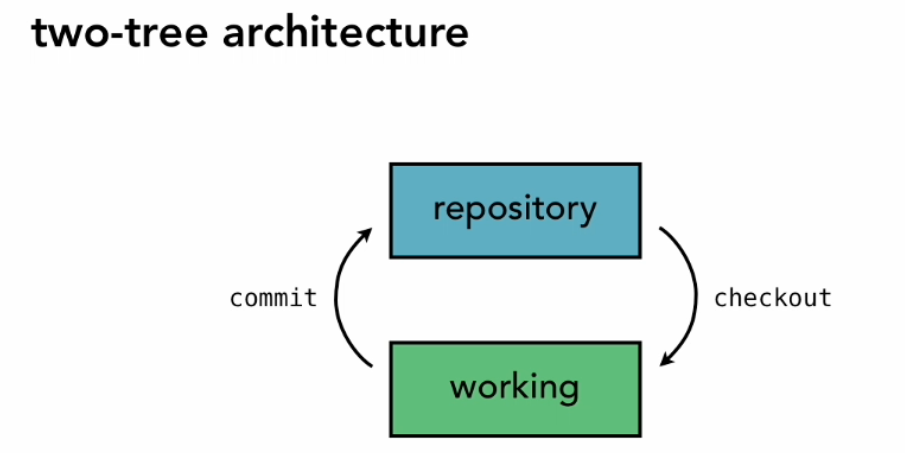 two-tree architecture
repository
commit
checkout
working